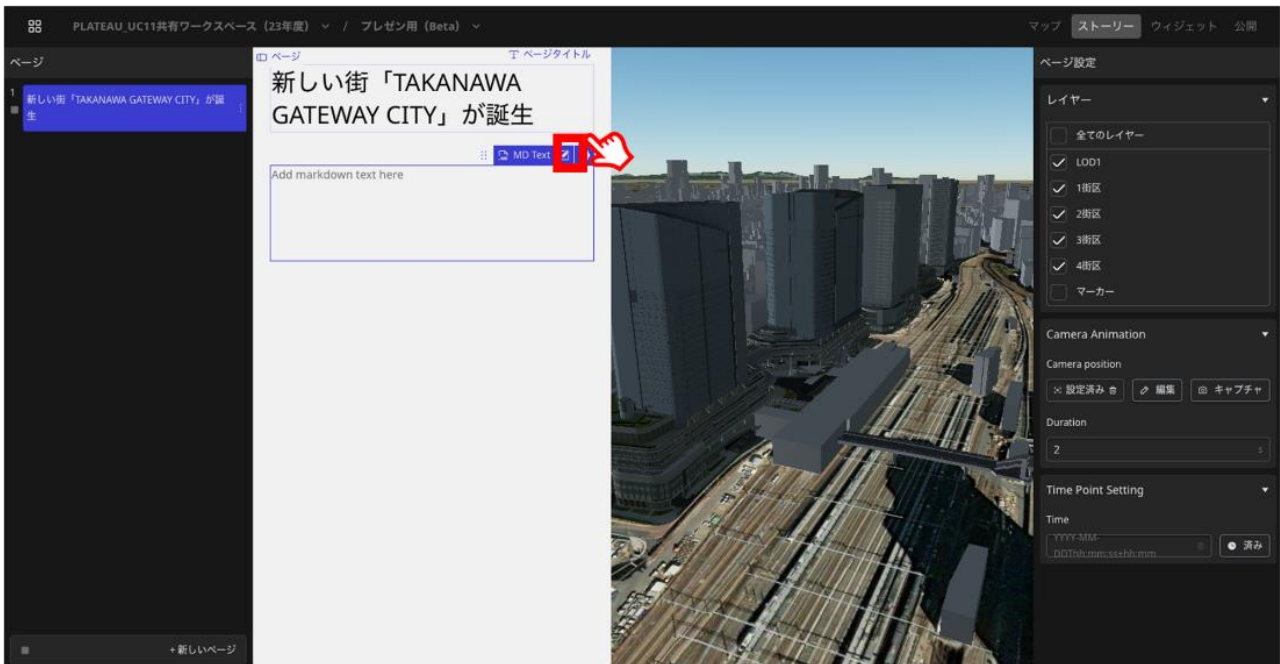 PLATEAU_UC11共有ワークスペース（23年度） / プレゼン用（Beta）
マップ ストーリー ウィジェット 公開
ページ
1
新しい街「TAKANAWA GATEWAY CITY」が誕
生
+ 新しいページ
ページ
ページタイトル
新しい街「TAKANAWA
GATEWAY CITY」が誕生
MD Text
Add markdown text here
ページ設定
レイヤー
全てのレイヤー
LOD1
1街区
2街区
3街区
4街区
マーカー
Camera Animation
Camera position
設定済み
編集
キャプチャ
Duration
2
s
Time Point Setting
Time
YYYY-MM-
DDThh:mm:ss±hh:mm
済み